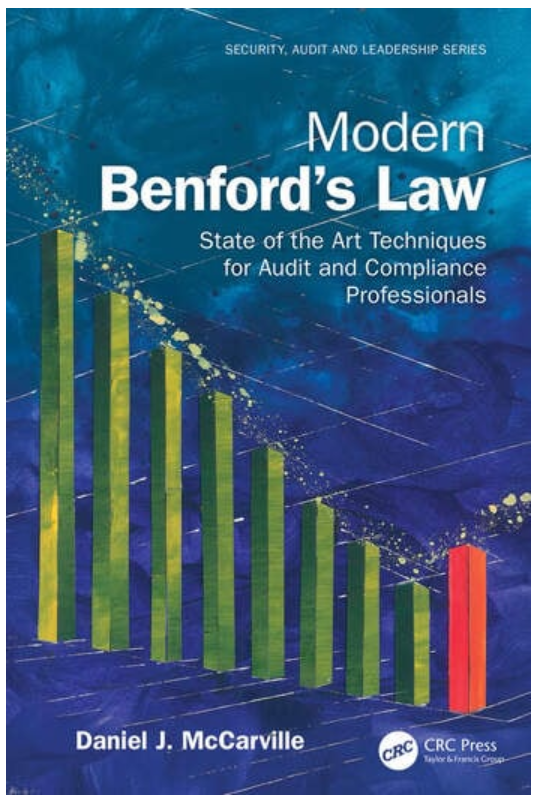 SECURITY, AUDIT AND LEADERSHIP SERIES
Modern
Benford's Law
State of the Art Techniques
for Audit and Compliance
Professionals
Daniel J. McCarville
CRC
CRC Press
Taylor & Francis Group